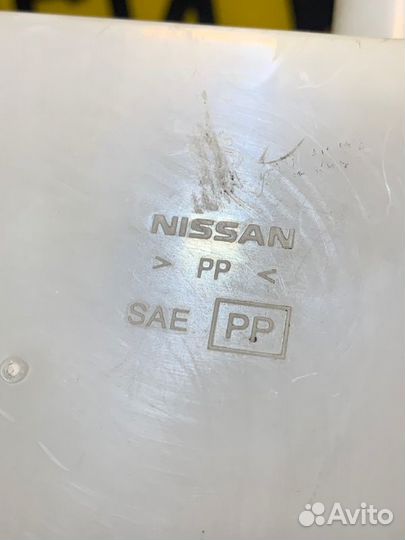 NISSAN
> PP <
SAE PP
Avito